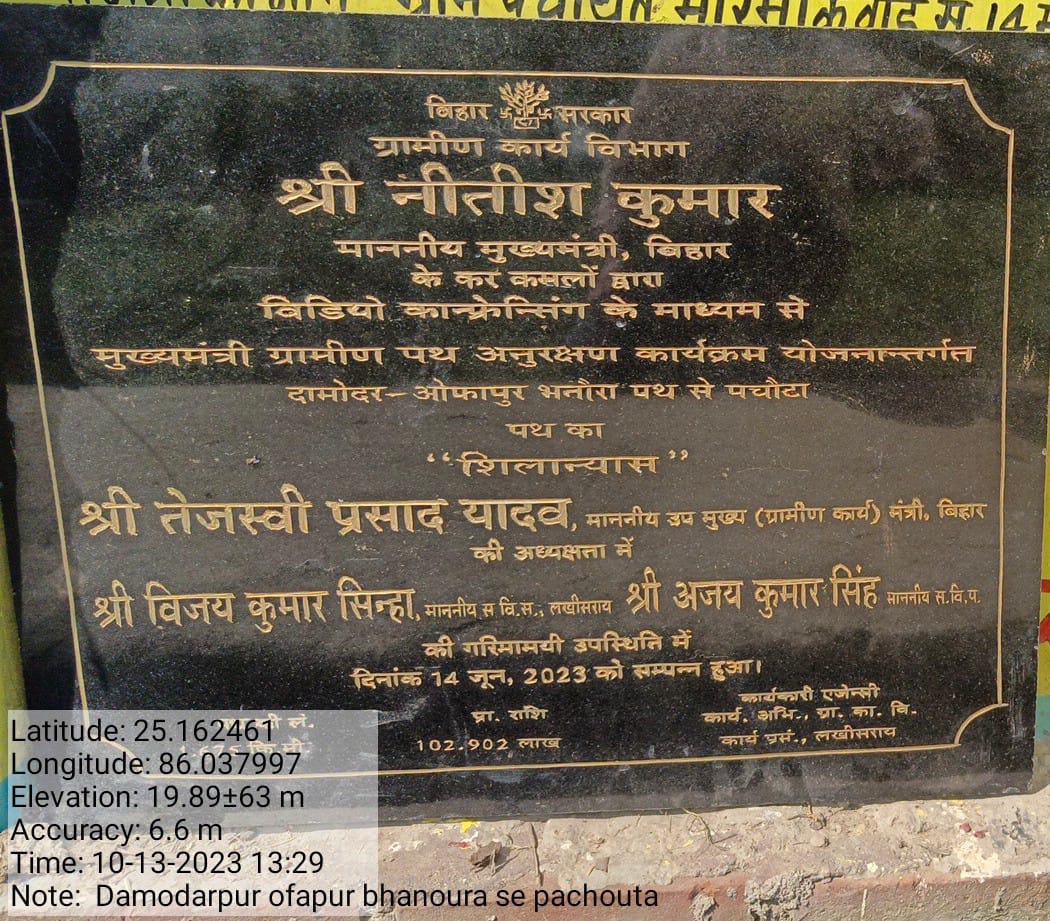 ग्राम पंचायत
बिहार सरकार
ग्रामीण कार्य विभाग
श्री नीतीश कुमार
माननीय मुख्यमंत्री, बिहार
के कर कमलों द्वारा
विडियो कान्फ्रेन्सिंग के माध्यम से
मुख्यमंत्री ग्रामीण पथ अनुरक्षण कार्यक्रम योजनान्तर्गत
दामोदर- ओफापुर भनौरा पथ से पचौटा
पथ का
“शिलान्यास”
श्री तेजस्वी प्रसाद यादव, माननीय उप मुख्य (ग्रामीण कार्य) मंत्री, बिहार
की अध्यक्षता में
श्री विजय कुमार सिन्हा, माननीय स वि.स., लखीसराय श्री अजय कुमार सिंह माननीय स.वि.प.
की गरिमामयी उपस्थिति में
दिनांक 14 जून, 2023 को सम्पन्न हुआ।
लं. प्रा. राशि कार्यकारी एजेन्सी
कि मी. 102.902 लाख कार्य. अभि., ग्रा. का. वि.
कार्य प्रसं., लखीसराय
Latitude: 25.162461
Longitude: 86.037997
Elevation: 19.89±63 m
Accuracy: 6.6 m
Time: 10-13-2023 13:29
Note: Damodarpur ofapur bhanoura se pachouta